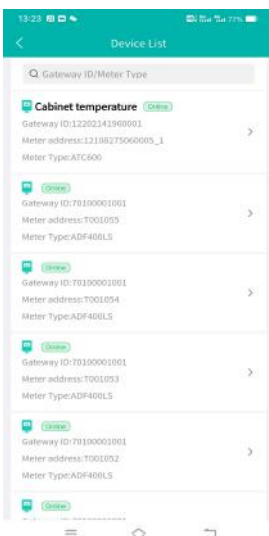 13:23 77%
Device List
Gateway ID/Meter Type
Cabinet temperature Online
Gateway ID:12202141960001
Meter address:12108275060005_1
Meter Type:ATC600
Online
Gateway ID:70100001001
Meter address:T001055
Meter Type:ADF400LS
Online
Gateway ID:70100001001
Meter address:T001054
Meter Type:ADF400LS
Online
Gateway ID:70100001001
Meter address:T001053
Meter Type:ADF400LS
Online
Gateway ID:70100001001
Meter address:T001052
Meter Type:ADF400LS
Online